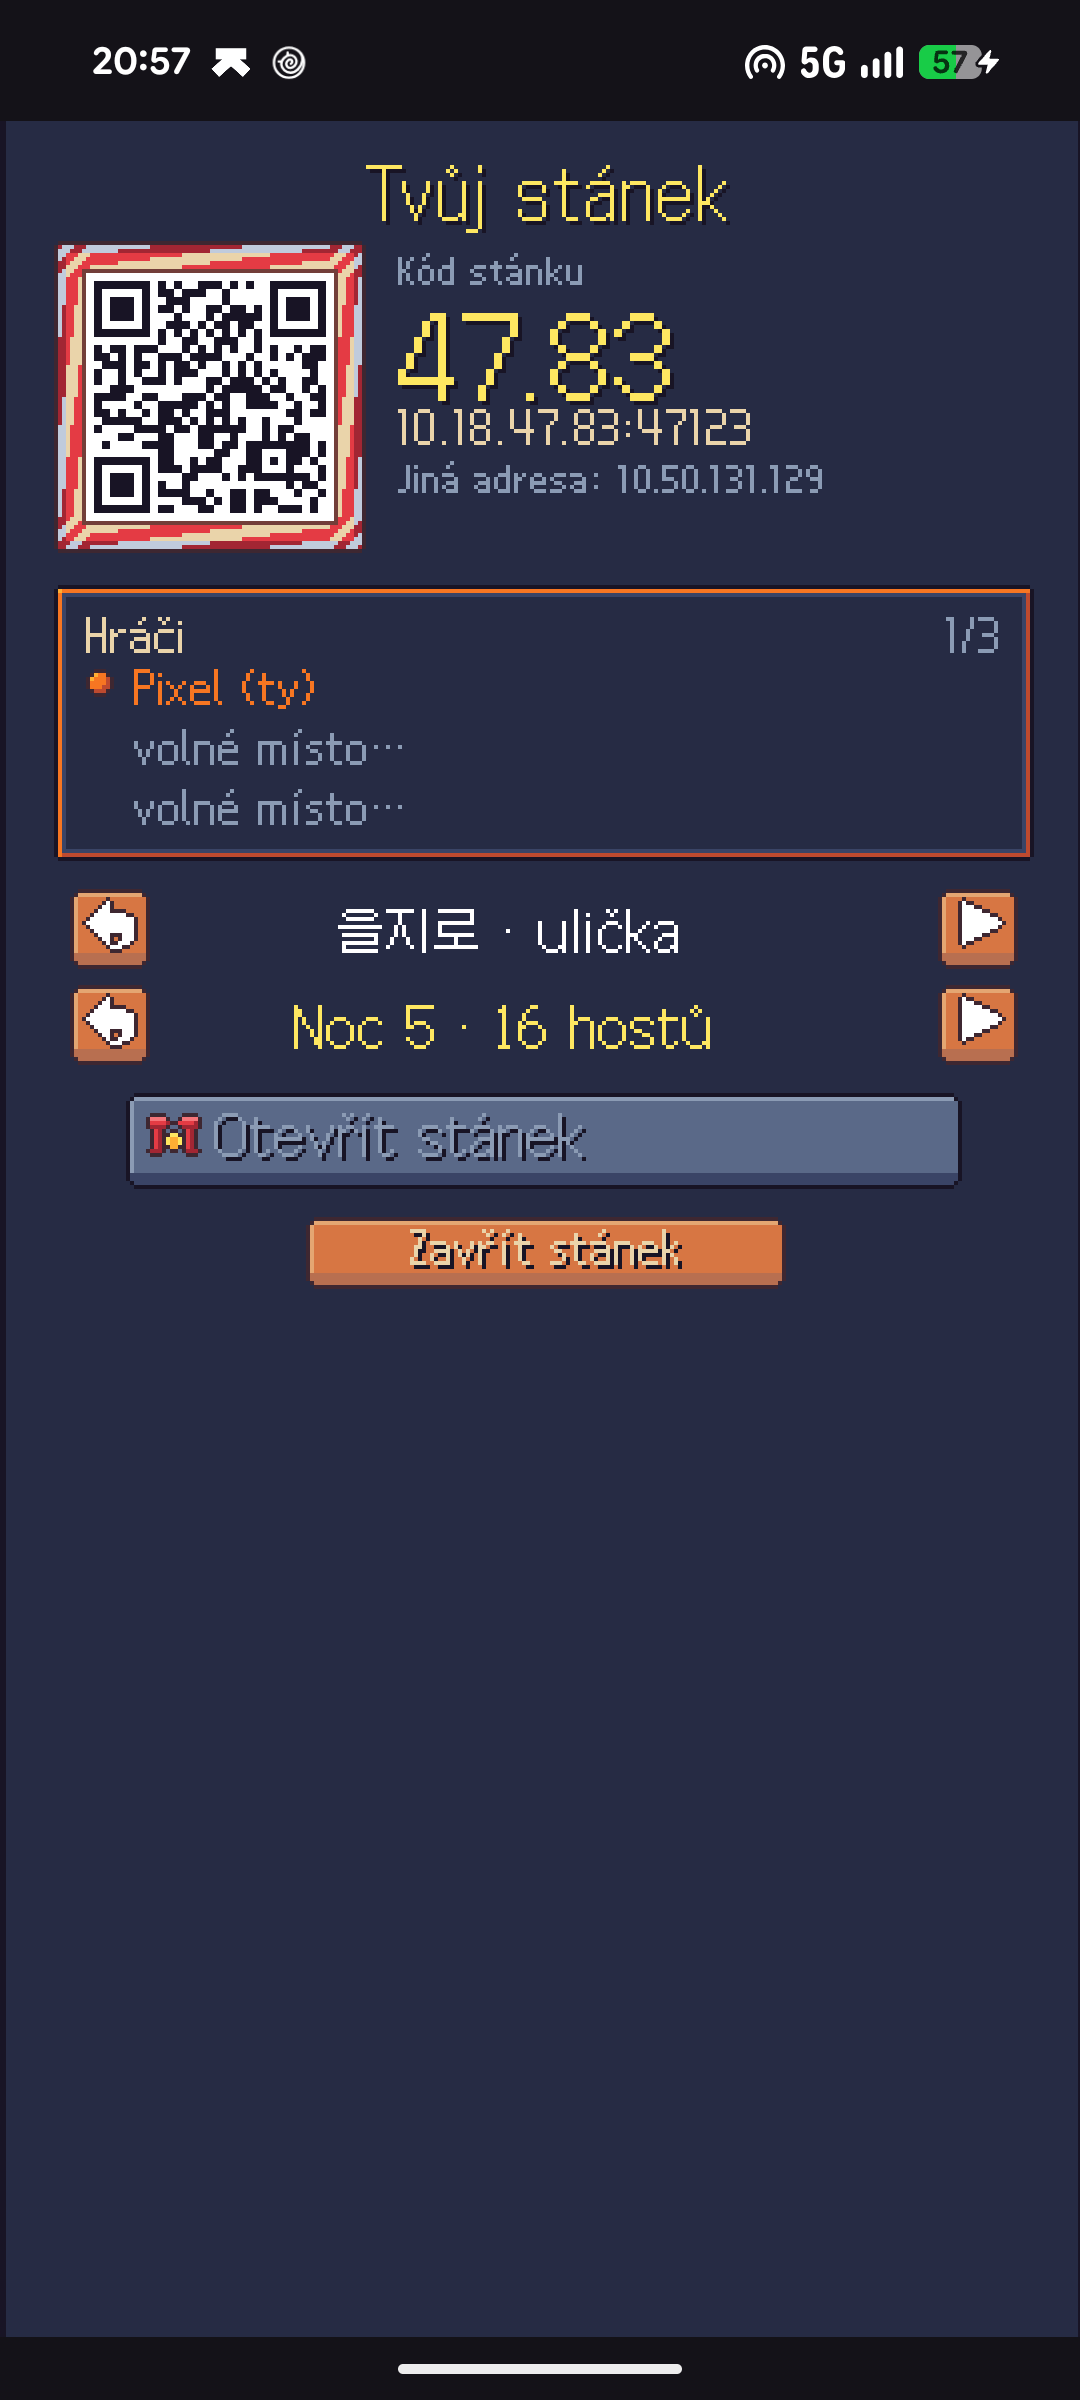 20:57 5G 57
Tvůj stánek
Kód stánku
47.83
10.18.47.83:47123
Jiná adresa: 10.50.131.129
Hráči 1/3
Pixel (ty)
volné místo…
volné místo…
을지로 · ulička
Noc 5 · 16 hostů
Otevřít stánek
Zavřít stánek